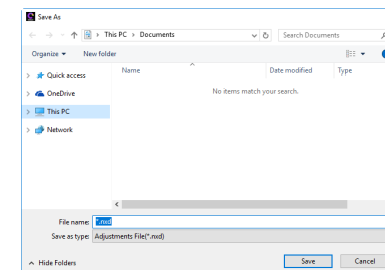 Save As
This PC > Documents
Search Documents
Organize New folder
Name Date modified Type
Quick access
No items match your search.
OneDrive
This PC
Network
File name: *.nxd
Save as type: Adjustments File(*.nxd)
Hide Folders Save Cancel